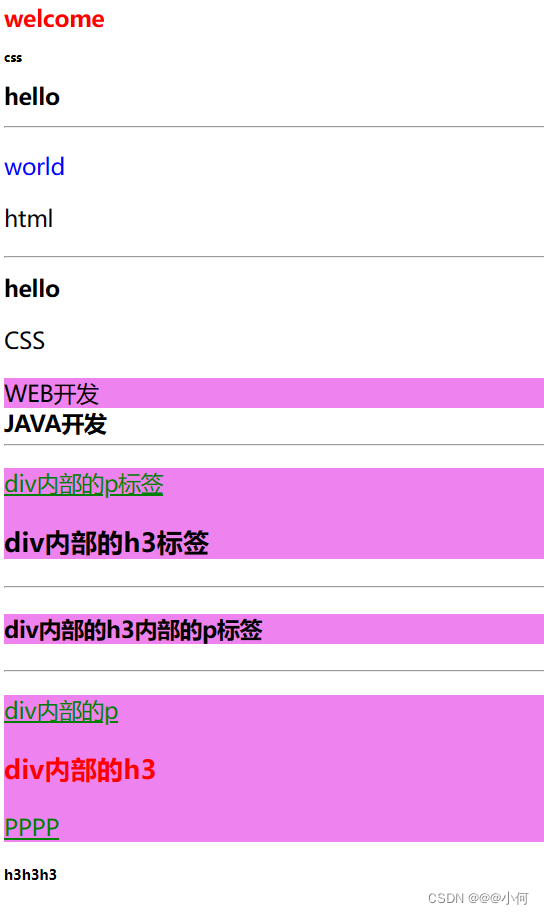 welcome
css
hello
world
html
hello
CSS
WEB开发
JAVA开发
div内部的p标签
div内部的h3标签
div内部的h3内部的p标签
div内部的p
div内部的h3
PPPP
h3h3h3
CSDN @@@小何